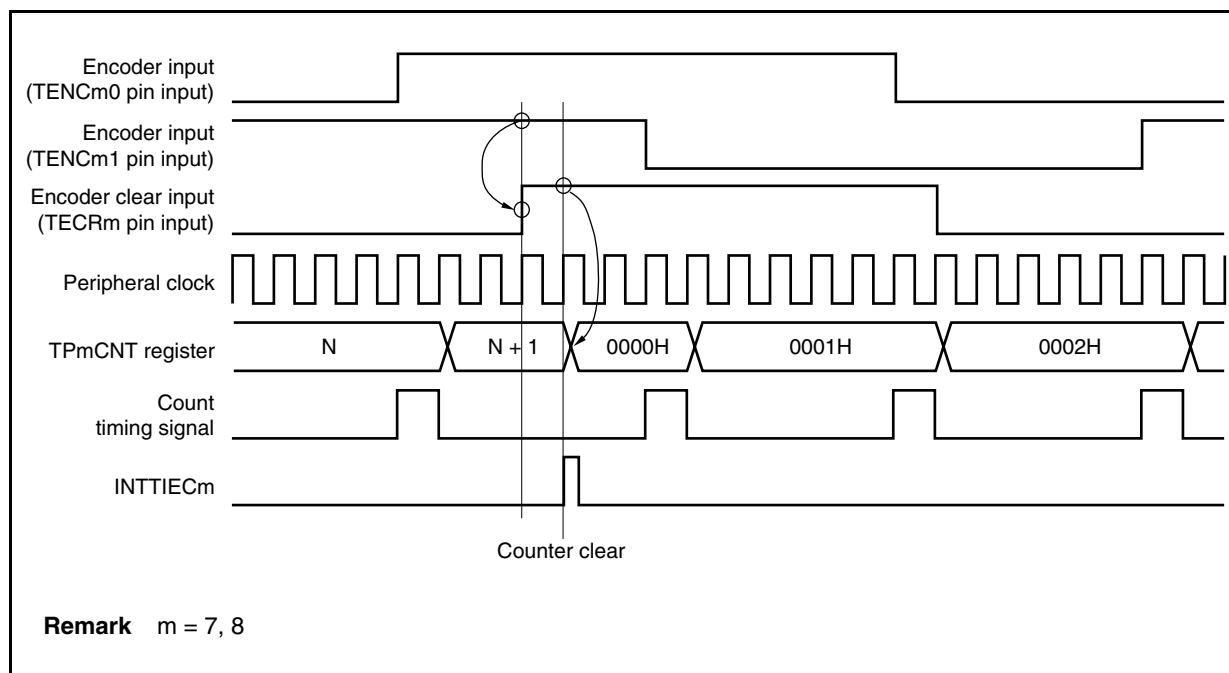 Encoder input
(TENCm0 pin input)
Encoder input
(TENCm1 pin input)
Encoder clear input
(TECRm pin input)
Peripheral clock
TPmCNT register
N
N + 1
0000H
0001H
0002H
Count
timing signal
INTTIECm
Counter clear
Remark m = 7, 8